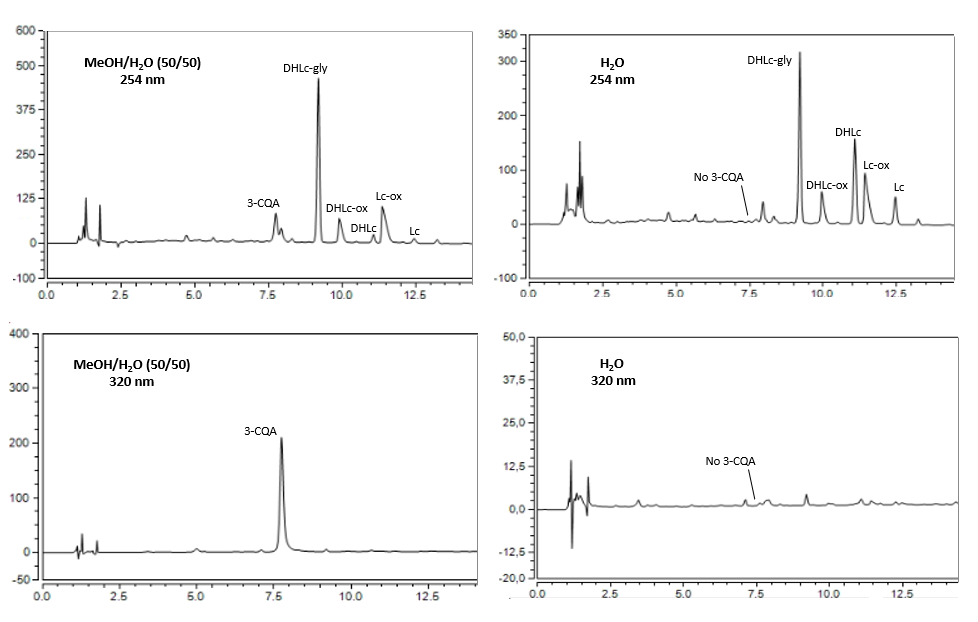 600
500
375
250
125
0
-100
0.0
2.5
5.0
7.5
10.0
12.5
MeOH/H₂O (50/50)
254 nm
3-CQA
DHLc-gly
DHLc-ox
DHLc
Lc-ox
Lc
350
300
200
100
0
-100
0.0
2.5
5.0
7.5
10.0
12.5
H₂O
254 nm
No 3-CQA
DHLc-gly
DHLc-ox
DHLc
Lc-ox
Lc
400
300
200
100
0
-50
0.0
2.5
5.0
7.5
10.0
12.5
MeOH/H₂O (50/50)
320 nm
3-CQA
50,0
37,5
25,0
12,5
0,0
-12,5
-20,0
0.0
2.5
5.0
7.5
10.0
12.5
H₂O
320 nm
No 3-CQA